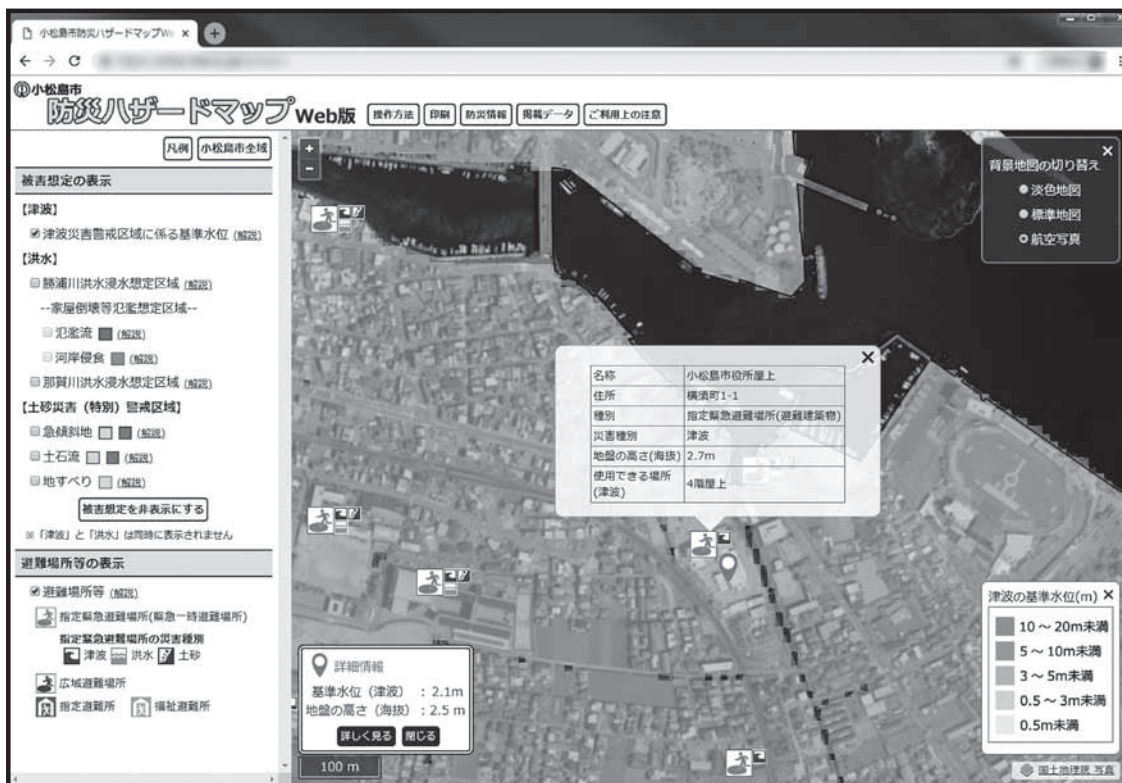 小松島市防災ハザードマップWe
小松島市
防災ハザードマップWeb版
操作方法 印刷 防災情報 掲載データ ご利用上の注意
凡例 小松島市全域
被害想定の表示
【津波】
津波災害警戒区域に係る基準水位 (解説)
【洪水】
勝浦川洪水浸水想定区域 (解説)
--家屋倒壊等氾濫想定区域--
氾濫流 (解説)
河岸侵食 (解説)
那賀川洪水浸水想定区域 (解説)
【土砂災害（特別）警戒区域】
急傾斜地 (解説)
土石流 (解説)
地すべり (解説)
被害想定を非表示にする
※「津波」と「洪水」は同時に表示されません
避難場所等の表示
避難場所等 (解説)
指定緊急避難場所(緊急一時避難場所)
指定緊急避難場所の災害種別
津波 洪水 土砂
広域避難場所
指定避難所 福祉避難所
背景地図の切り替え
淡色地図
標準地図
航空写真
名称 小松島市役所屋上
住所 横須町1-1
種別 指定緊急避難場所(避難建築物)
災害種別 津波
地盤の高さ(海抜) 2.7m
使用できる場所(津波) 4階屋上
詳細情報
基準水位（津波） : 2.1m
地盤の高さ（海抜） : 2.5 m
詳しく見る 閉じる
100 m
津波の基準水位(m)
10 ～ 20m未満
5 ～ 10m未満
3 ～ 5m未満
0.5 ～ 3m未満
0.5m未満
国土地理院 写真